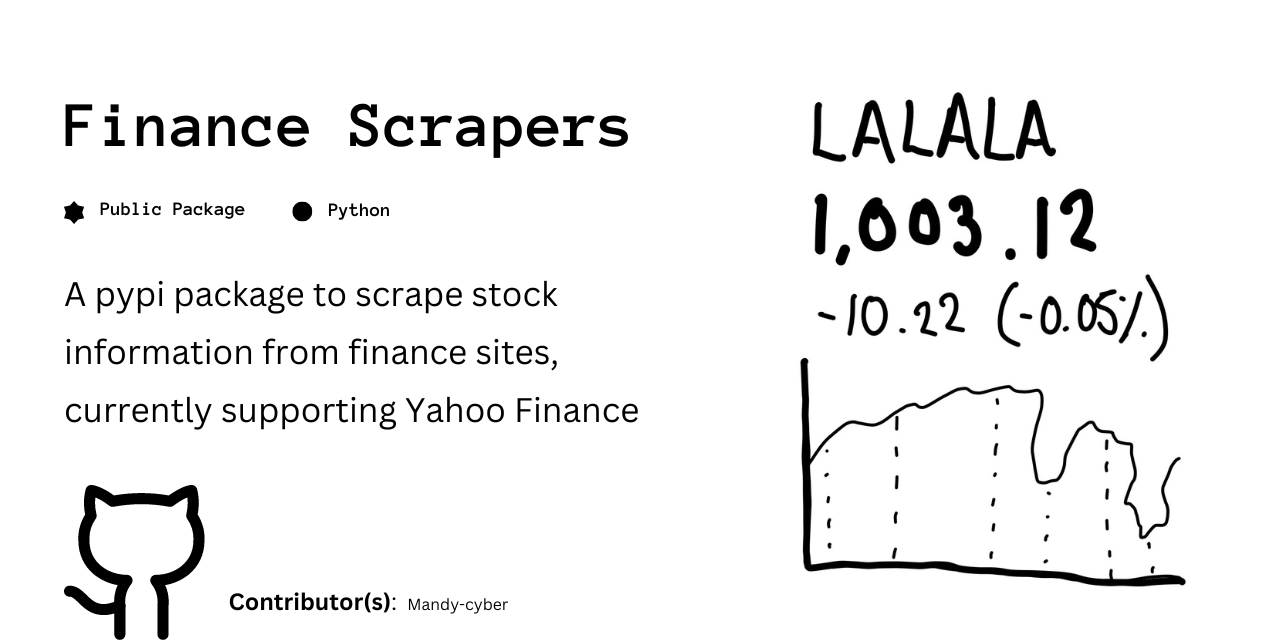 Finance Scrapers
Public Package Python
A pypi package to scrape stock
information from finance sites,
currently supporting Yahoo Finance
Contributor(s): Mandy-cyber
LALALA
1,003.12
-10.22 (-0.05%)